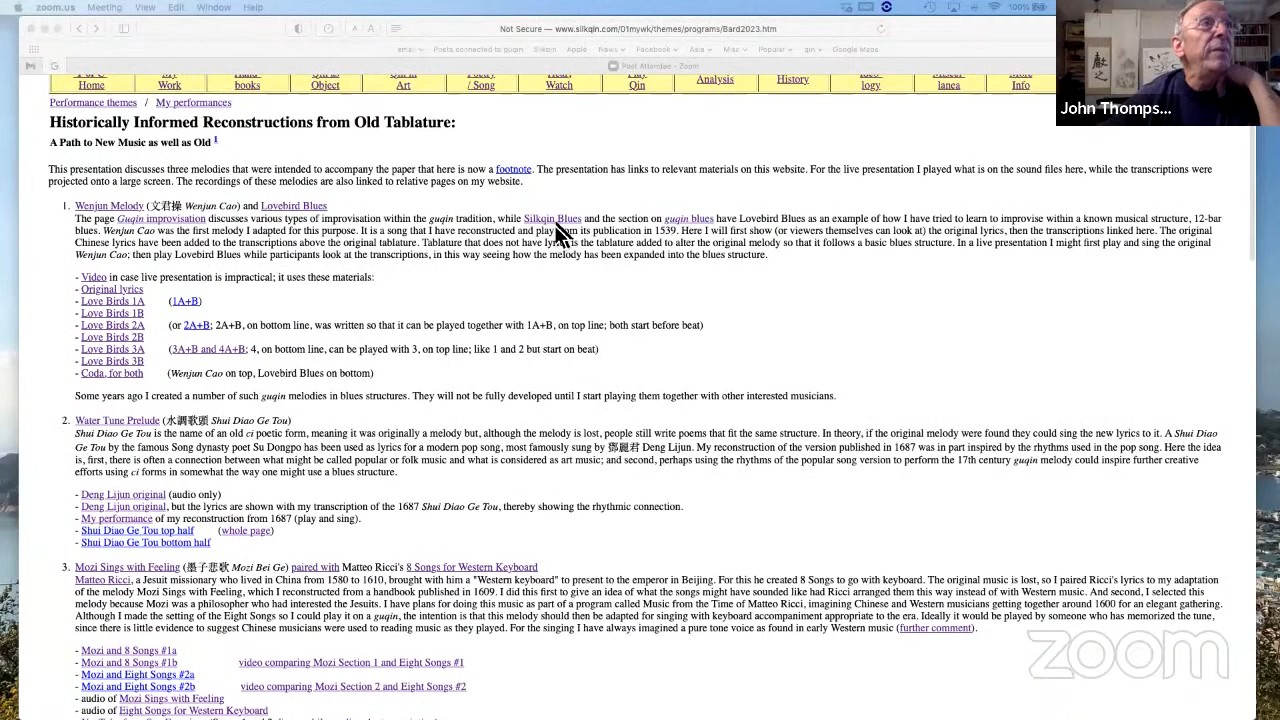 100%
Not Secure — www.silkqin.com/01mywk/themes/programs/Bard2023.htm
Posts connected to guqin Silkqin Apple News Facebook Asia Misc Popular qin Google Maps
Post Attendee - Zoom
Home Work books Object Art / Song Watch Qin Analysis History ology lanea Info
Performance themes / My performances
Historically Informed Reconstructions from Old Tablature:
A Path to New Music as well as Old 1
This presentation discusses three melodies that were intended to accompany the paper that here is now a footnote. The presentation has links to relevant materials on this website. For the live presentation I played what is on the sound files here, while the transcriptions were
projected onto a large screen. The recordings of these melodies are also linked to relative pages on my website.
1. Wenjun Melody (文君操 Wenjun Cao) and Lovebird Blues
The page Guqin improvisation discusses various types of improvisation within the guqin tradition, while Silkqin Blues and the section on guqin blues have Lovebird Blues as an example of how I have tried to learn to improvise within a known musical structure, 12-bar
blues. Wenjun Cao was the first melody I adapted for this purpose. It is a song that I have reconstructed and play from its publication in 1539. Here I will first show (or viewers themselves can look at) the original lyrics, then the transcriptions linked here. The original
Chinese lyrics have been added to the transcriptions above the original tablature. Tablature that does not have lyrics is the tablature added to alter the original melody so that it follows a basic blues structure. In a live presentation I might first play and sing the original
Wenjun Cao; then play Lovebird Blues while participants look at the transcriptions, in this way seeing how the melody has been expanded into the blues structure.
- Video in case live presentation is impractical; it uses these materials:
- Original lyrics
- Love Birds 1A (1A+B)
- Love Birds 1B
- Love Birds 2A (or 2A+B; 2A+B, on bottom line, was written so that it can be played together with 1A+B, on top line; both start before beat)
- Love Birds 2B
- Love Birds 3A (3A+B and 4A+B; 4, on bottom line, can be played with 3, on top line; like 1 and 2 but start on beat)
- Love Birds 3B
- Coda, for both (Wenjun Cao on top, Lovebird Blues on bottom)
Some years ago I created a number of such guqin melodies in blues structures. They will not be fully developed until I start playing them together with other interested musicians.
2. Water Tune Prelude (水調歌頭 Shui Diao Ge Tou)
Shui Diao Ge Tou is the name of an old ci poetic form, meaning it was originally a melody but, although the melody is lost, people still write poems that fit the same structure. In theory, if the original melody were found they could sing the new lyrics to it. A Shui Diao
Ge Tou by the famous Song dynasty poet Su Dongpo has been used as lyrics for a modern pop song, most famously sung by 鄧麗君 Deng Lijun. My reconstruction of the version published in 1687 was in part inspired by the rhythms used in the pop song. Here the idea
is, first, there is often a connection between what might be called popular or folk music and what is considered as art music; and second, perhaps using the rhythms of the popular song version to perform the 17th century guqin melody could inspire further creative
efforts using ci forms in somewhat the way one might use a blues structure.
- Deng Lijun original (audio only)
- Deng Lijun original, but the lyrics are shown with my transcription of the 1687 Shui Diao Ge Tou, thereby showing the rhythmic connection.
- My performance of my reconstruction from 1687 (play and sing).
- Shui Diao Ge Tou top half (whole page)
- Shui Diao Ge Tou bottom half
3. Mozi Sings with Feeling (墨子悲歌 Mozi Bei Ge) paired with Matteo Ricci's 8 Songs for Western Keyboard
Matteo Ricci, a Jesuit missionary who lived in China from 1580 to 1610, brought with him a "Western keyboard" to present to the emperor in Beijing. For this he created 8 Songs to go with keyboard. The original music is lost, so I paired Ricci's lyrics to my adaptation
of the melody Mozi Sings with Feeling, which I reconstructed from a handbook published in 1609. I did this first to give an idea of what the songs might have sounded like had Ricci arranged them this way instead of with Western music. And second, I selected this
melody because Mozi was a philosopher who had interested the Jesuits. I have plans for doing this music as part of a program called Music from the Time of Matteo Ricci, imagining Chinese and Western musicians getting together around 1600 for an elegant gathering.
Although I made the setting of the Eight Songs so I could play it on a guqin, the intention is that this melody should then be adapted for singing with keyboard accompaniment appropriate to the era. Ideally it would be played by someone who has memorized the tune,
since there is little evidence to suggest Chinese musicians were used to reading music as they played. For the singing I have always imagined a pure tone voice as found in early Western music (further comment).
- Mozi and 8 Songs #1a
- Mozi and 8 Songs #1b video comparing Mozi Section 1 and Eight Songs #1
- Mozi and Eight Songs #2a
- Mozi and Eight Songs #2b video comparing Mozi Section 2 and Eight Songs #2
- audio of Mozi Sings with Feeling
- audio of Eight Songs for Western Keyboard
John Thomps...
zoom